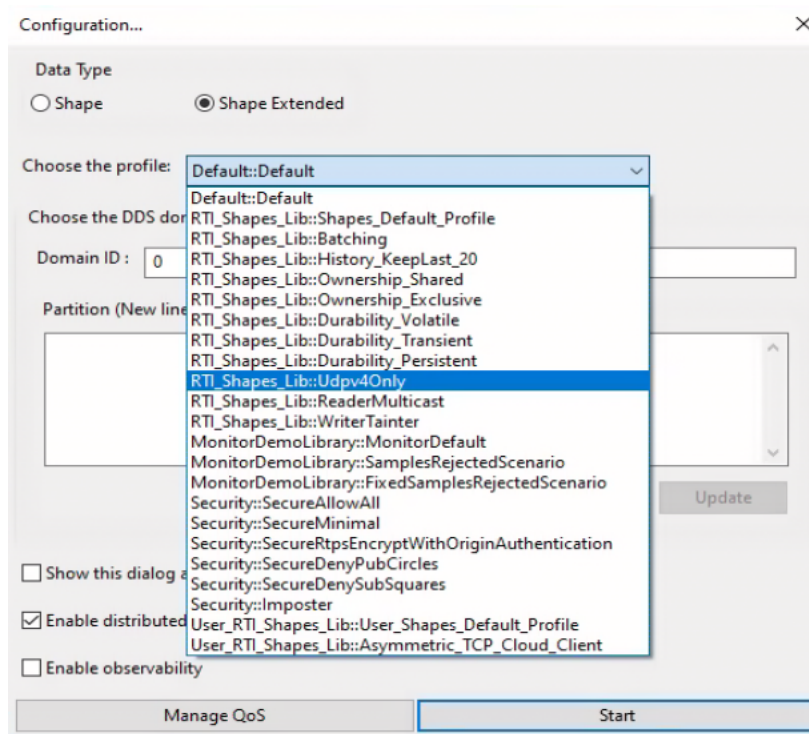 Configuration...
Data Type
Shape
Shape Extended
Choose the profile:
Default::Default
Default::Default
RTI_Shapes_Lib::Shapes_Default_Profile
Choose the DDS dor
RTI_Shapes_Lib::Batching
Domain ID :
0
RTI_Shapes_Lib::History_KeepLast_20
RTI_Shapes_Lib::Ownership_Shared
Partition (New line
RTI_Shapes_Lib::Ownership_Exclusive
RTI_Shapes_Lib::Durability_Volatile
RTI_Shapes_Lib::Durability_Transient
RTI_Shapes_Lib::Durability_Persistent
RTI_Shapes_Lib::Udpv4Only
RTI_Shapes_Lib::ReaderMulticast
RTI_Shapes_Lib::WriterTainter
MonitorDemoLibrary::MonitorDefault
MonitorDemoLibrary::SamplesRejectedScenario
MonitorDemoLibrary::FixedSamplesRejectedScenario
Security::SecureAllowAll
Update
Security::SecureMinimal
Security::SecureRtpsEncryptWithOriginAuthentication
Security::SecureDenyPubCircles
Show this dialog a
Security::SecureDenySubSquares
Security::Imposter
Enable distributed
User_RTI_Shapes_Lib::User_Shapes_Default_Profile
User_RTI_Shapes_Lib::Asymmetric_TCP_Cloud_Client
Enable observability
Manage QoS
Start